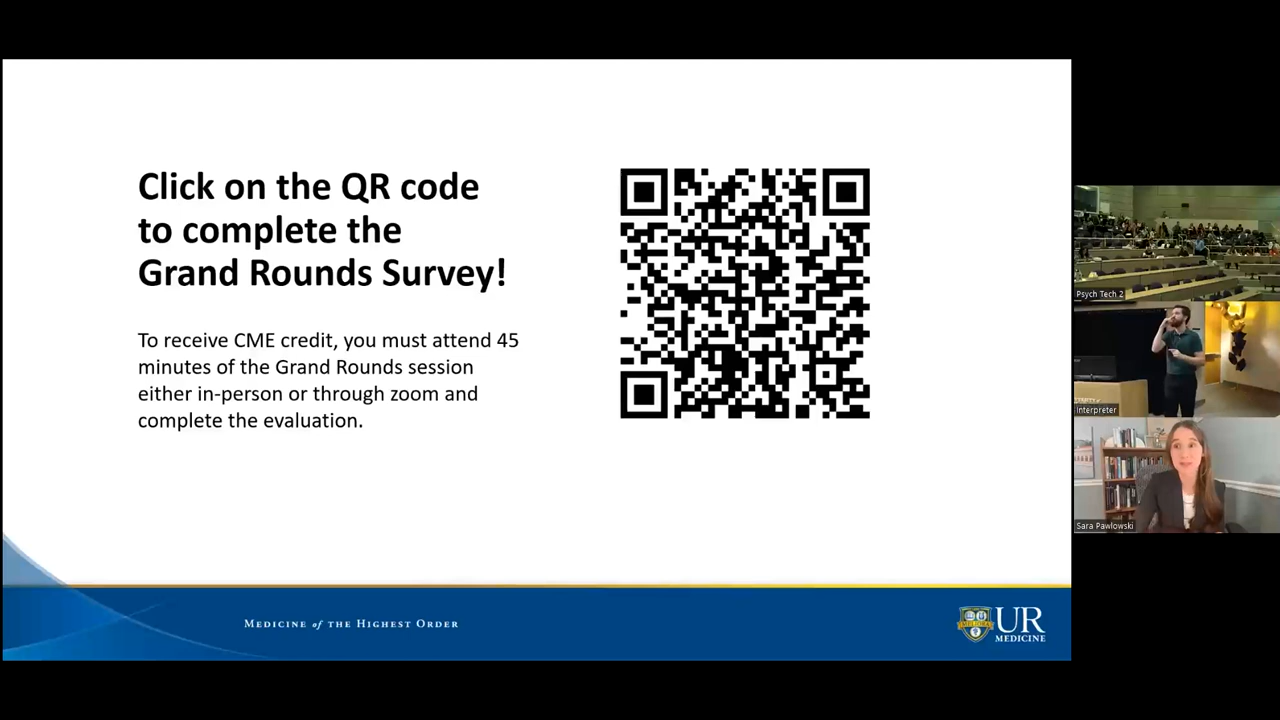 Click on the QR code
to complete the
Grand Rounds Survey!
To receive CME credit, you must attend 45
minutes of the Grand Rounds session
either in-person or through zoom and
complete the evaluation.
MEDICINE of THE HIGHEST ORDER
MELIORA
UR
MEDICINE
Psych Tech 2
Interpreter
Sara Pawlowski